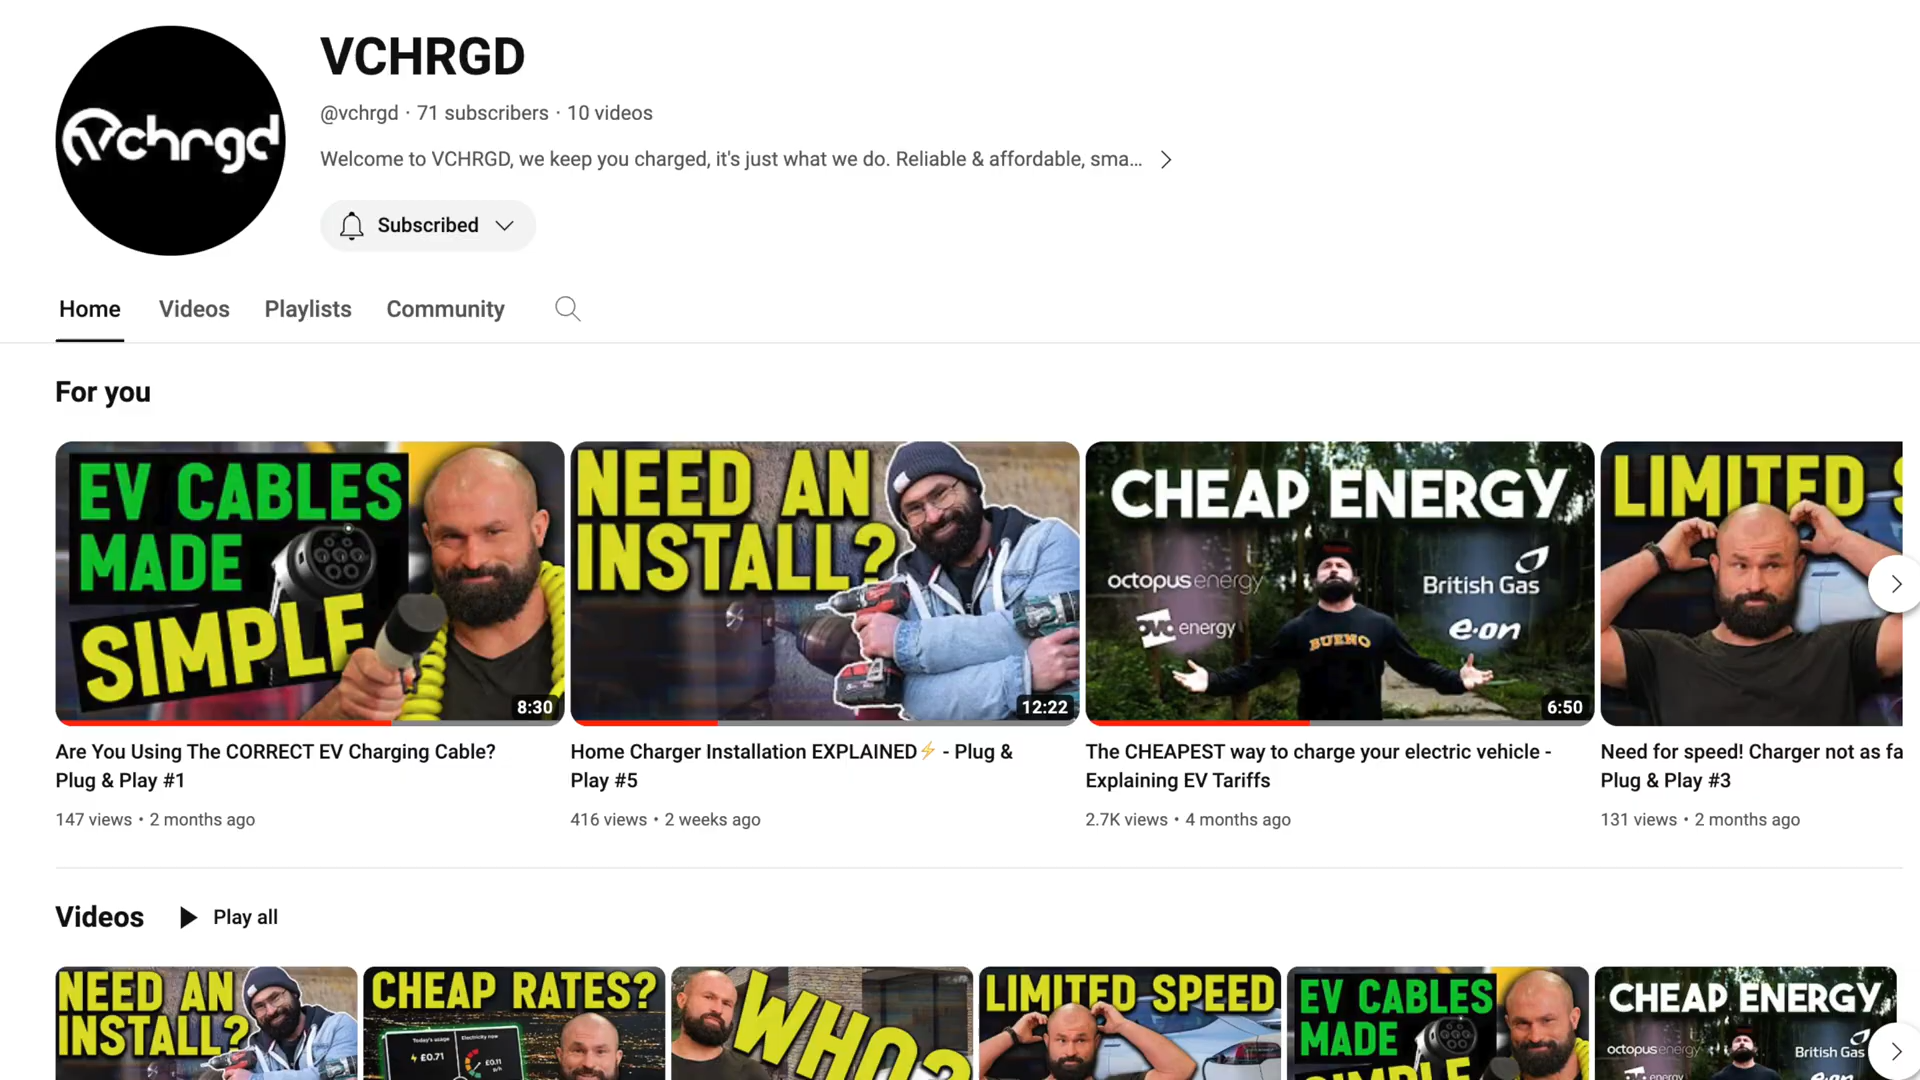 vchrgd
VCHRGD
@vchrgd · 71 subscribers · 10 videos
Welcome to VCHRGD, we keep you charged, it's just what we do. Reliable & affordable, sma...
Subscribed
Home Videos Playlists Community
For you
EV CABLES
MADE
SIMPLE
8:30
NEED AN
INSTALL?
12:22
CHEAP ENERGY
octopusenergy
British Gas
ovo energy
e·on
BUENO
6:50
LIMITED S
Are You Using The CORRECT EV Charging Cable?
Plug & Play #1
147 views • 2 months ago
Home Charger Installation EXPLAINED⚡ - Plug &
Play #5
416 views • 2 weeks ago
The CHEAPEST way to charge your electric vehicle -
Explaining EV Tariffs
2.7K views • 4 months ago
Need for speed! Charger not as fa
Plug & Play #3
131 views • 2 months ago
Videos Play all
NEED AN
INSTALL?
CHEAP RATES?
Today's usage
£0.71
Electricity now
£0.11
WHO?
LIMITED SPEED
EV CABLES
MADE
SIMPLE
CHEAP ENERGY
octopusenergy
British Gas
energy
e·on